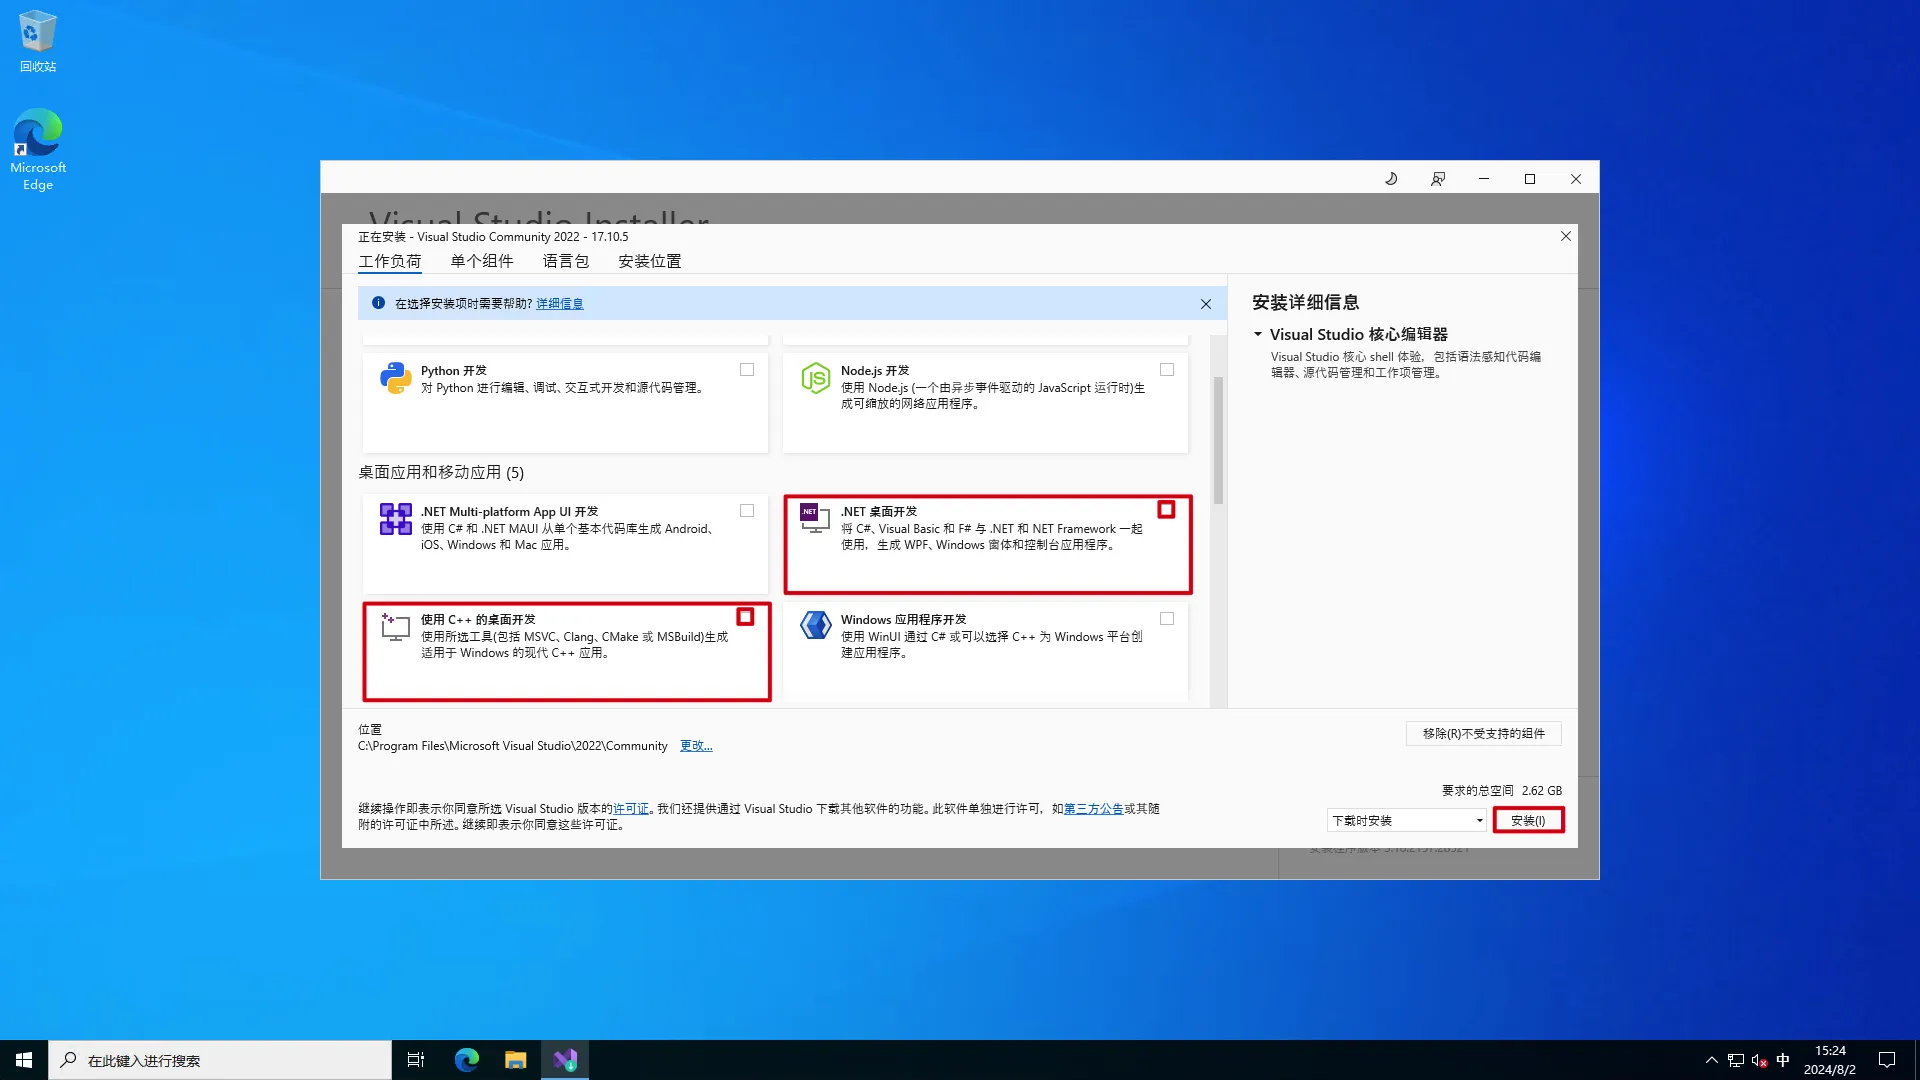 回收站
Microsoft
Edge
Visual Studio Installer
正在安装 - Visual Studio Community 2022 - 17.10.5
工作负荷 单个组件 语言包 安装位置
在选择安装项时需要帮助? 详细信息
Python 开发
对 Python 进行编辑、调试、交互式开发和源代码管理。
Node.js 开发
使用 Node.js (一个由异步事件驱动的 JavaScript 运行时)生
成可缩放的网络应用程序。
桌面应用和移动应用 (5)
.NET Multi-platform App UI 开发
使用 C# 和 .NET MAUI 从单个基本代码库生成 Android、
iOS、Windows 和 Mac 应用。
.NET
.NET 桌面开发
将 C#、Visual Basic 和 F# 与 .NET 和 NET Framework 一起
使用，生成 WPF、Windows 窗体和控制台应用程序。
使用 C++ 的桌面开发
使用所选工具(包括 MSVC、Clang、CMake 或 MSBuild)生成
适用于 Windows 的现代 C++ 应用。
Windows 应用程序开发
使用 WinUI 通过 C# 或可以选择 C++ 为 Windows 平台创
建应用程序。
安装详细信息
Visual Studio 核心编辑器
Visual Studio 核心 shell 体验，包括语法感知代码编
辑器、源代码管理和工作项管理。
位置
C:\Program Files\Microsoft Visual Studio\2022\Community 更改...
移除(R)不受支持的组件
要求的总空间 2.62 GB
继续操作即表示你同意所选 Visual Studio 版本的许可证。我们还提供通过 Visual Studio 下载其他软件的功能。此软件单独进行许可，如第三方公告或其随
附的许可证中所述。继续即表示你同意这些许可证。
下载时安装 安装(I)
在此键入进行搜索
中
15:24
2024/8/2